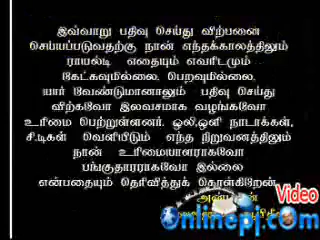 இவ்வாறு பதிவு செய்து விற்பனை
செய்யப்படுவதற்கு நான் எந்தக்காலத்திலும்
ராயல்டி எதையும் எவரிடமும்
கேட்கவுமில்லை. பெறவுமில்லை.
யார் வேண்டுமானாலும் பதிவு செய்து
விற்கவோ இலவசமாக வழங்கவோ
உரிமை பெற்றுள்ளனர். ஒலி,ஒளி நாடாக்கள்,
சி.டிகள் வெளியீடும் எந்த நிறுவனத்திலும்
நான் உரிமையாளராகவோ
பங்குதாரராகவோ இல்லை
என்பதையும் தெரிவித்துக் கொள்கிறேன்.
Video
Onlinepj.com